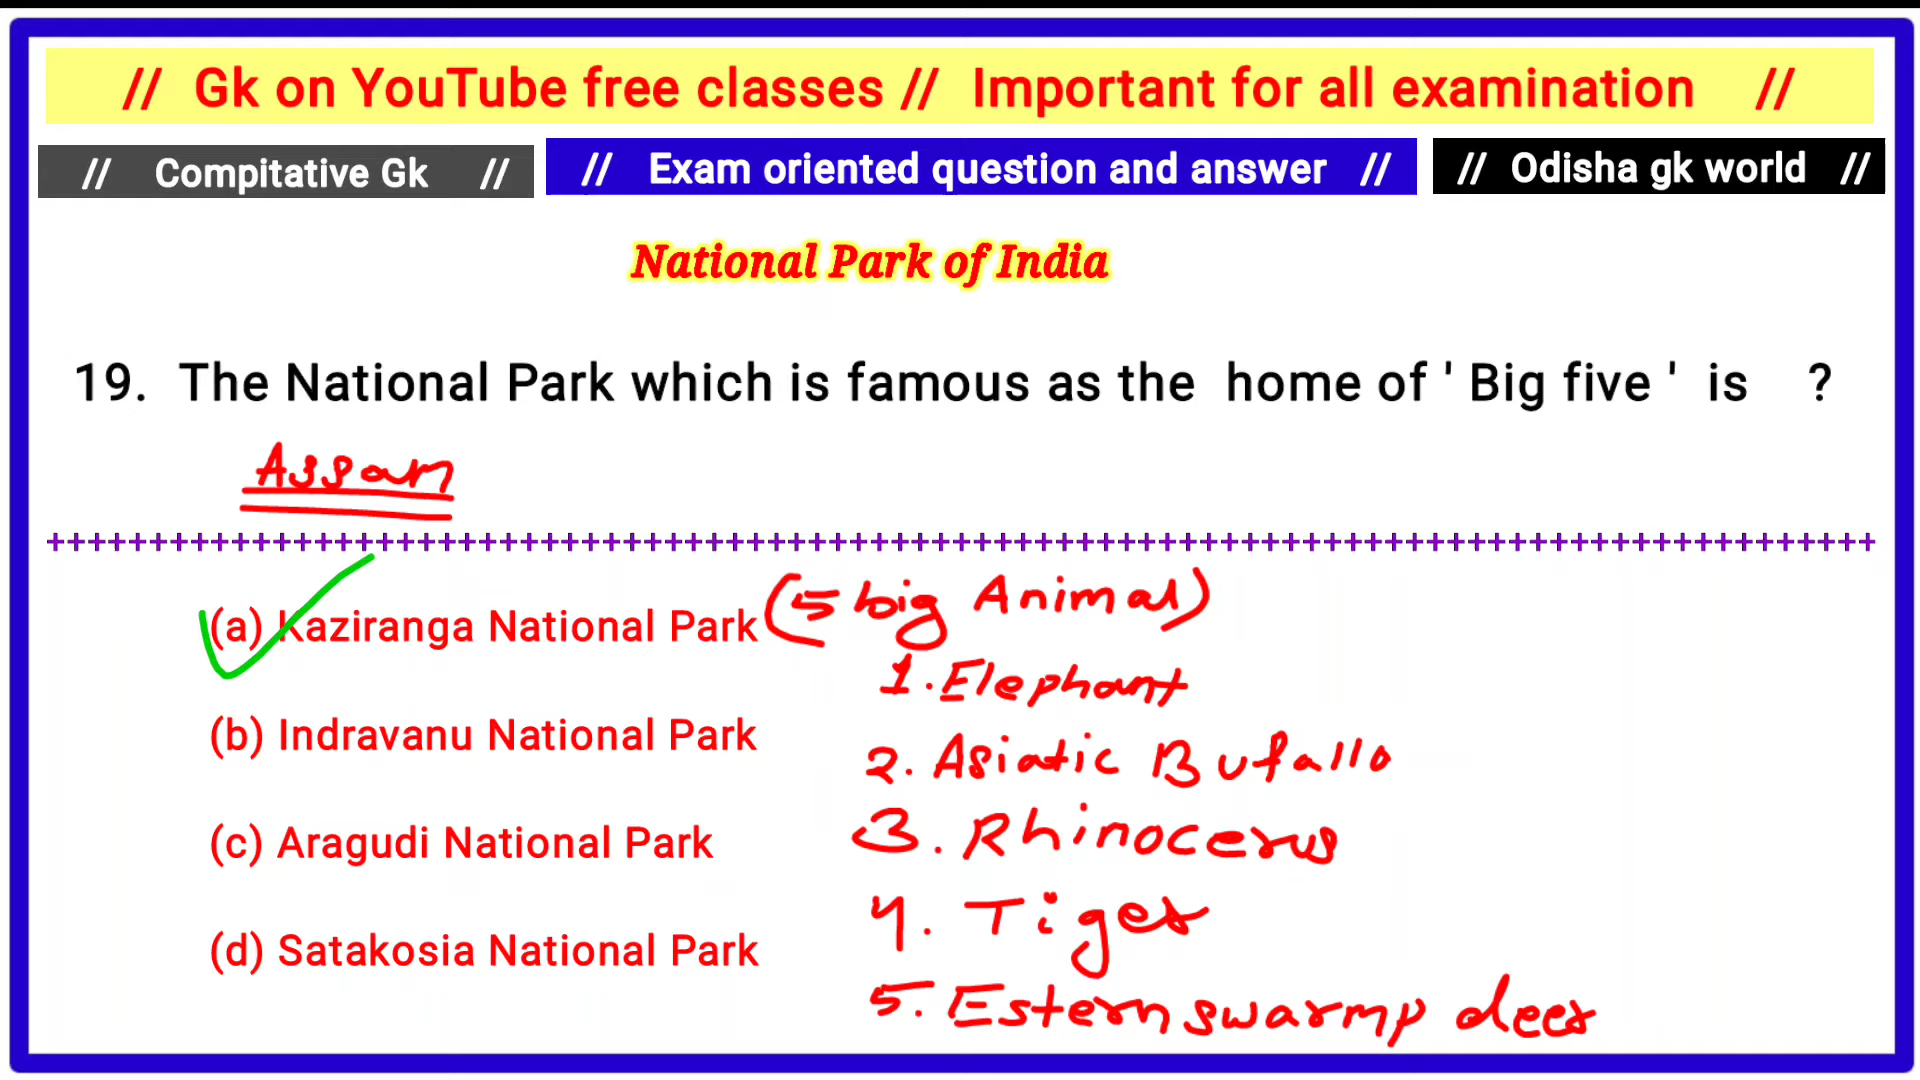 // Gk on YouTube free classes // Important for all examination //
// Compitative Gk // // Exam oriented question and answer // // Odisha gk world //
National Park of India
19. The National Park which is famous as the home of ' Big five ' is ?
Assam
++++++++++++++++++++++++++++++++++++++++++++++++++++++++++++++++++++++++++++++++++++++++
(a) Kaziranga National Park (5 big Animal)
1. Elephant
(b) Indravanu National Park
2. Asiatic Bufallo
(c) Aragudi National Park
3. Rhinocerus
4. Tiger
(d) Satakosia National Park
5. Estern swarmp deer